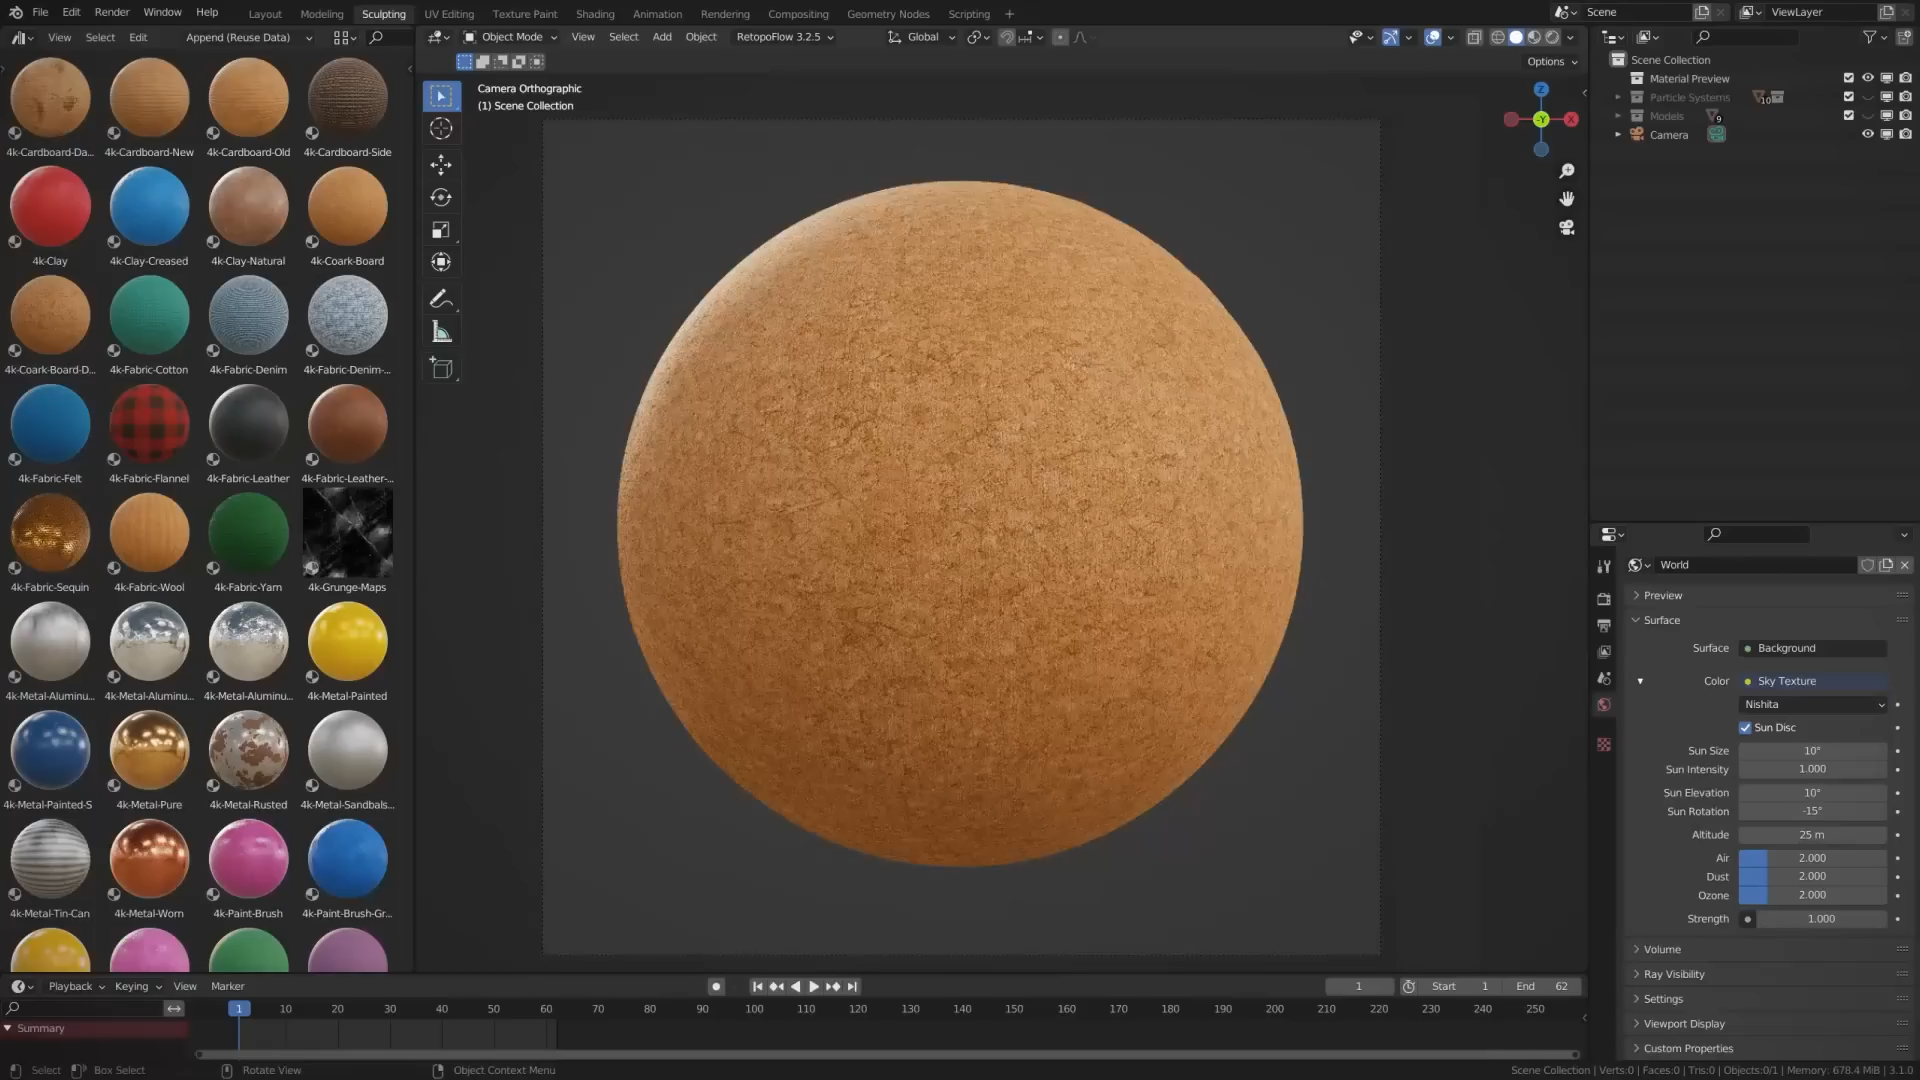 File Edit Render Window Help Layout Modeling Sculpting UV Editing Texture Paint Shading Animation Rendering Compositing Geometry Nodes Scripting + Scene ViewLayer
View Select Edit Append (Reuse Data) Object Mode View Select Add Object RetopoFlow 3.2.5 Global
Options
Camera Orthographic
(1) Scene Collection
Z
-Y
X
4k-Cardboard-Da... 4k-Cardboard-New 4k-Cardboard-Old 4k-Cardboard-Side
4k-Clay 4k-Clay-Creased 4k-Clay-Natural 4k-Coark-Board
4k-Coark-Board-D... 4k-Fabric-Cotton 4k-Fabric-Denim 4k-Fabric-Denim-...
4k-Fabric-Felt 4k-Fabric-Flannel 4k-Fabric-Leather 4k-Fabric-Leather-...
4k-Fabric-Sequin 4k-Fabric-Wool 4k-Fabric-Yarn 4k-Grunge-Maps
4k-Metal-Aluminu... 4k-Metal-Aluminu... 4k-Metal-Aluminu... 4k-Metal-Painted
4k-Metal-Painted-S 4k-Metal-Pure 4k-Metal-Rusted 4k-Metal-Sandbals...
4k-Metal-Tin-Can 4k-Metal-Worn 4k-Paint-Brush 4k-Paint-Brush-Gr...
Scene Collection
Material Preview
Particle Systems 10
Models 9
Camera
World
Preview
Surface
Surface Background
Color Sky Texture
Nishita
Sun Disc
Sun Size 10°
Sun Intensity 1.000
Sun Elevation 10°
Sun Rotation -15°
Altitude 25 m
Air 2.000
Dust 2.000
Ozone 2.000
Strength 1.000
Volume
Ray Visibility
Settings
Viewport Display
Custom Properties
Playback Keying View Marker 1 Start 1 End 62
1 10 20 30 40 50 60 70 80 90 100 110 120 130 140 150 160 170 180 190 200 210 220 230 240 250
Summary
Select Box Select Rotate View Object Context Menu Scene Collection | Verts:0 | Faces:0 | Tris:0 | Objects:0/1 | Memory: 678.4 MiB | 3.1.0